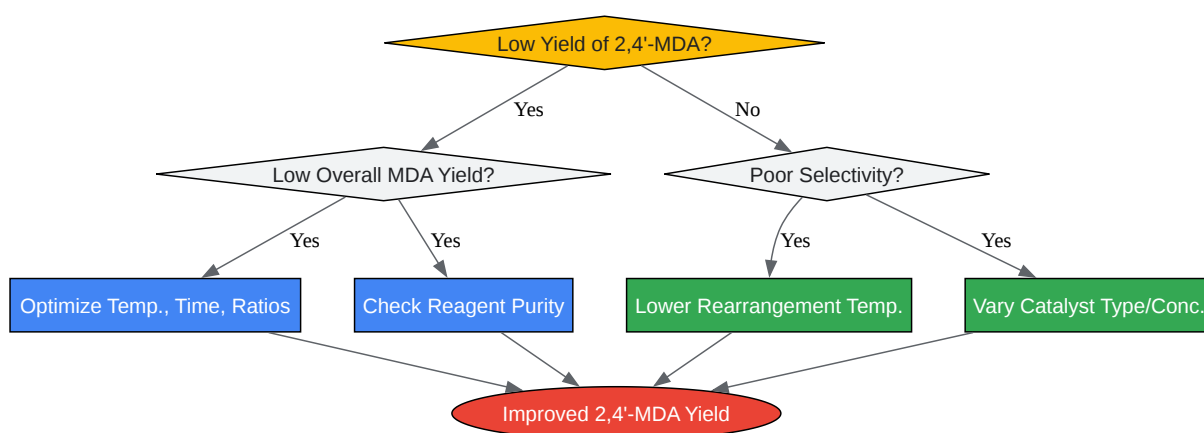 Low Yield of 2,4'-MDA?
Yes
No
Low Overall MDA Yield?
Poor Selectivity?
Yes
Yes
Yes
Yes
Optimize Temp., Time, Ratios
Check Reagent Purity
Lower Rearrangement Temp.
Vary Catalyst Type/Conc.
Improved 2,4'-MDA Yield